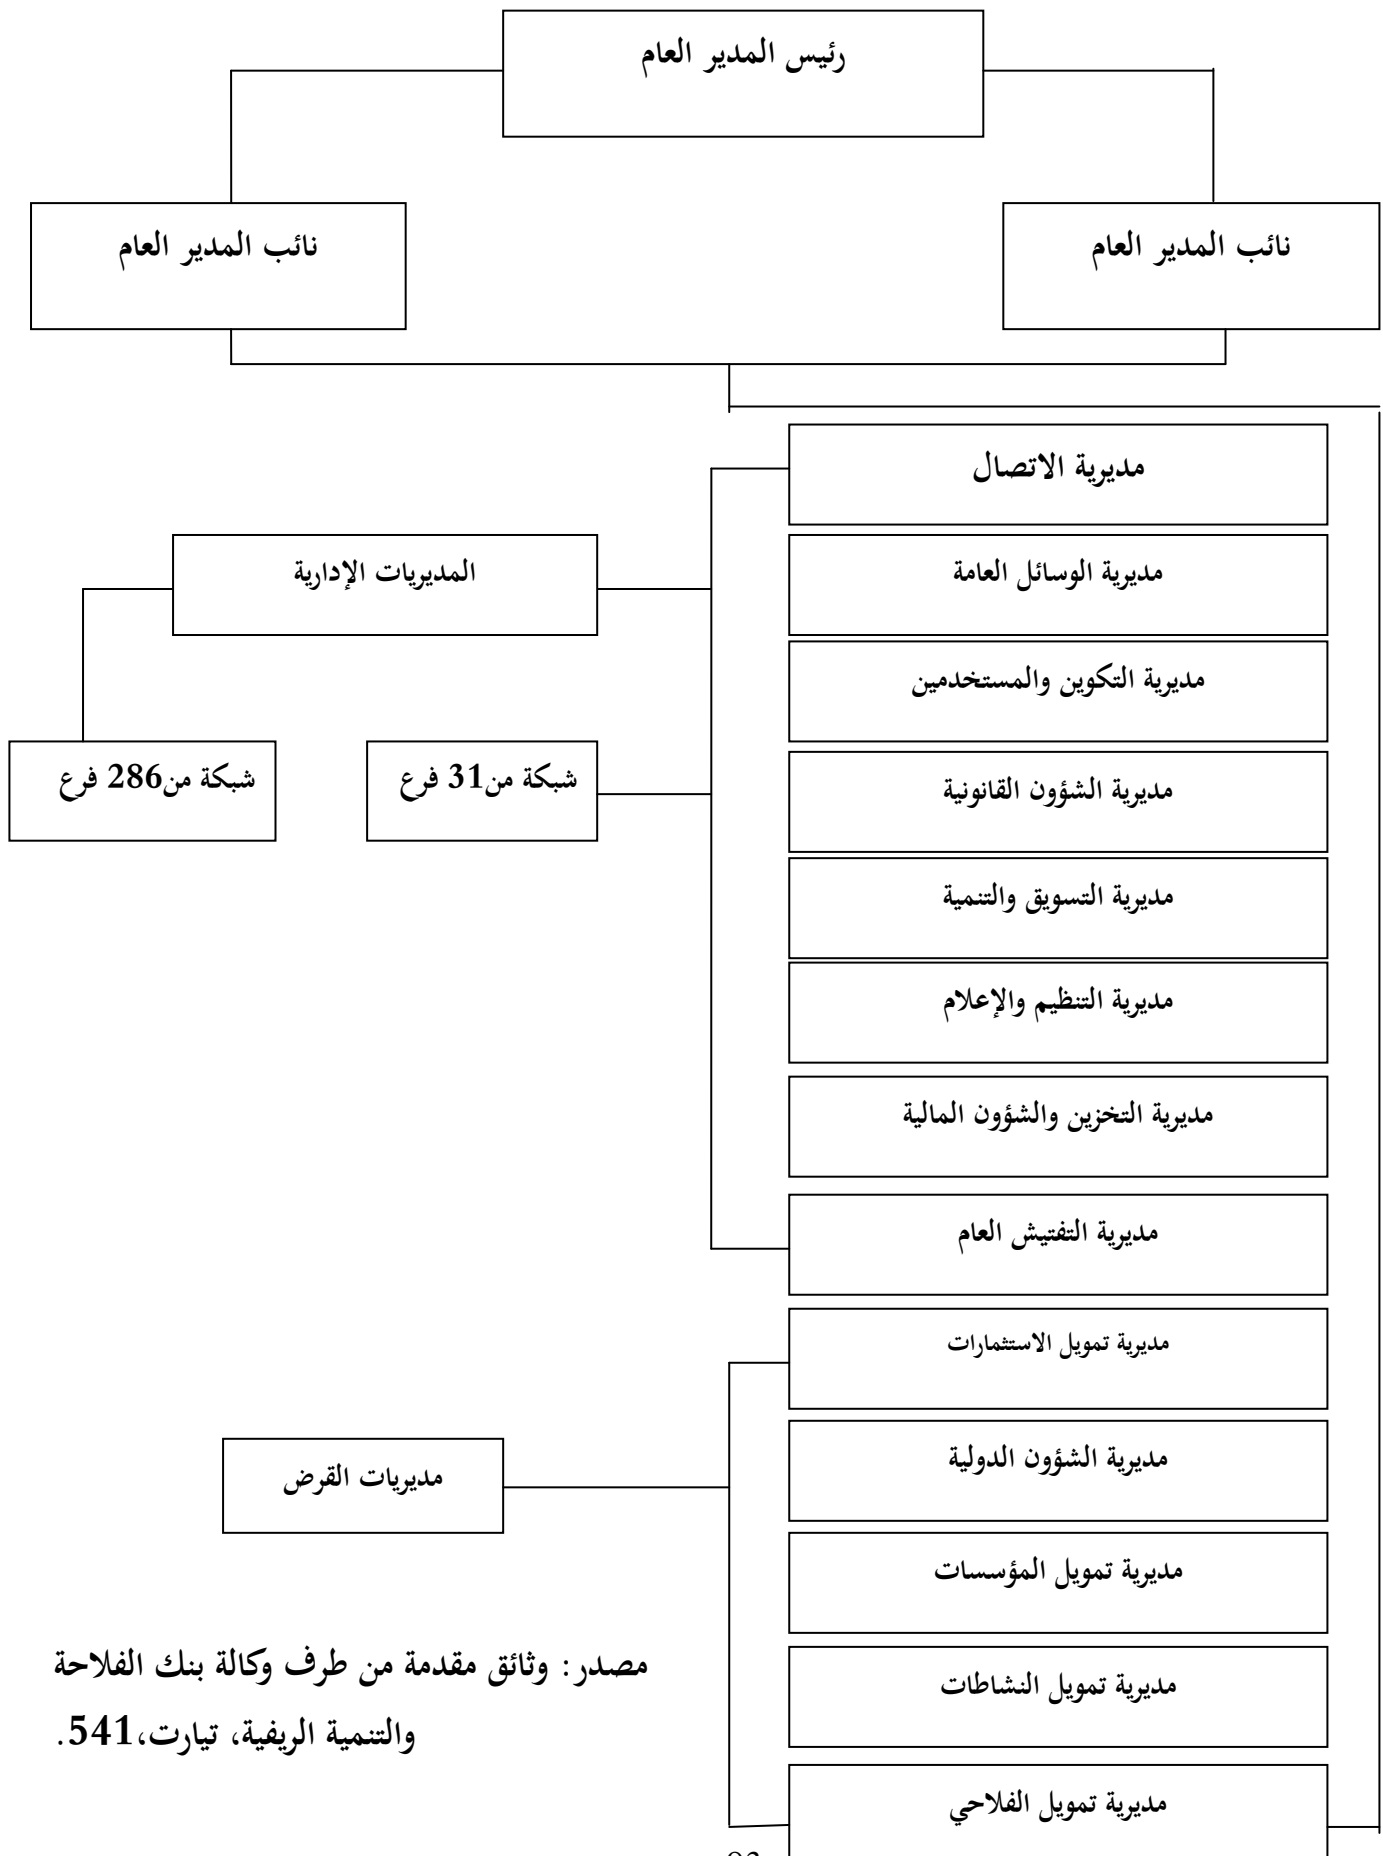 رئيس المدير العام
نائب المدير العام
نائب المدير العام
مديرية الاتصال
مديرية الوسائل العامة
المديريات الإدارية
مديرية التكوين والمستخدمين
مديرية الشؤون القانونية
شبكة من31 فرع
شبكة من286 فرع
مديرية التسويق والتنمية
مديرية التنظيم والإعلام
مديرية التخزين والشؤون المالية
مديرية التفتيش العام
مديرية تمويل الاستثمارات
مديرية الشؤون الدولية
مديريات القرض
مديرية تمويل المؤسسات
مديرية تمويل النشاطات
مديرية تمويل الفلاحي
مصدر: وثائق مقدمة من طرف وكالة بنك الفلاحة
والتنمية الريفية، تيارت،541.